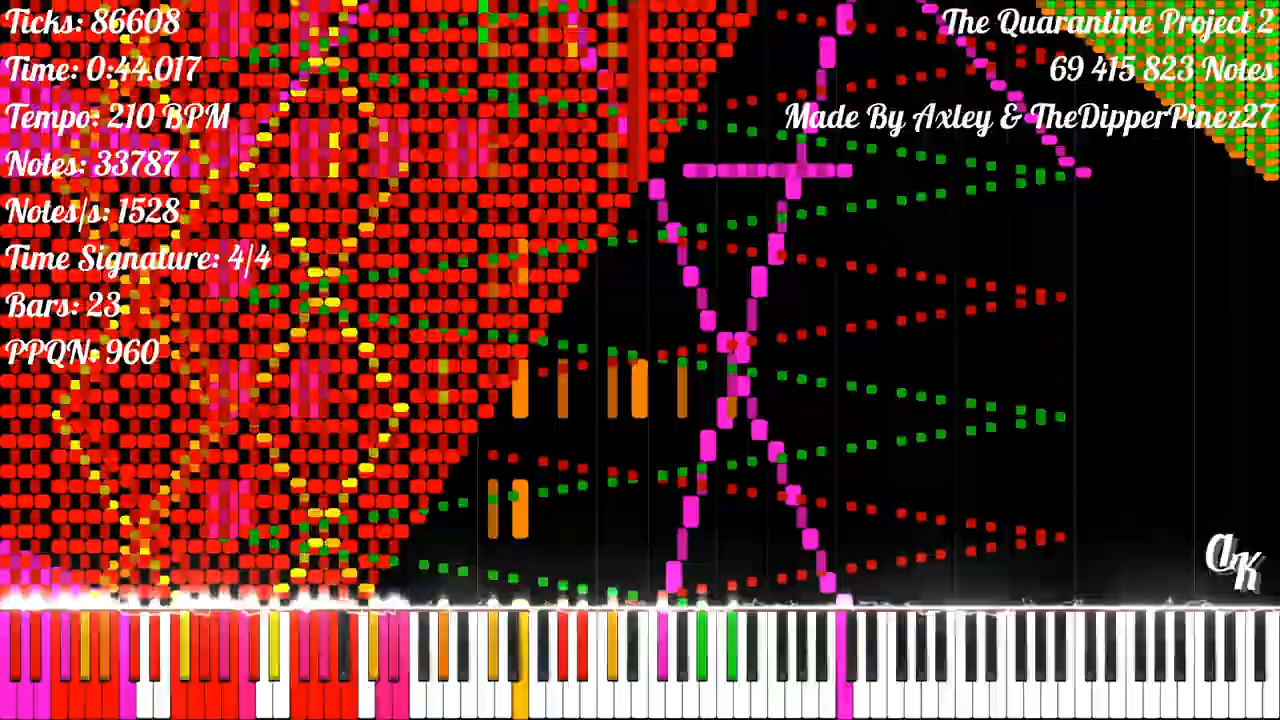 Ticks: 86608
Time: 0:44.017
Tempo: 210 BPM
Notes: 33787
Notes/s: 1528
Time Signature: 4/4
Bars: 23
PPQN: 960
The Quarantine Project 2
69 415 823 Notes
Made By Axley & TheDipperPinez27
AK